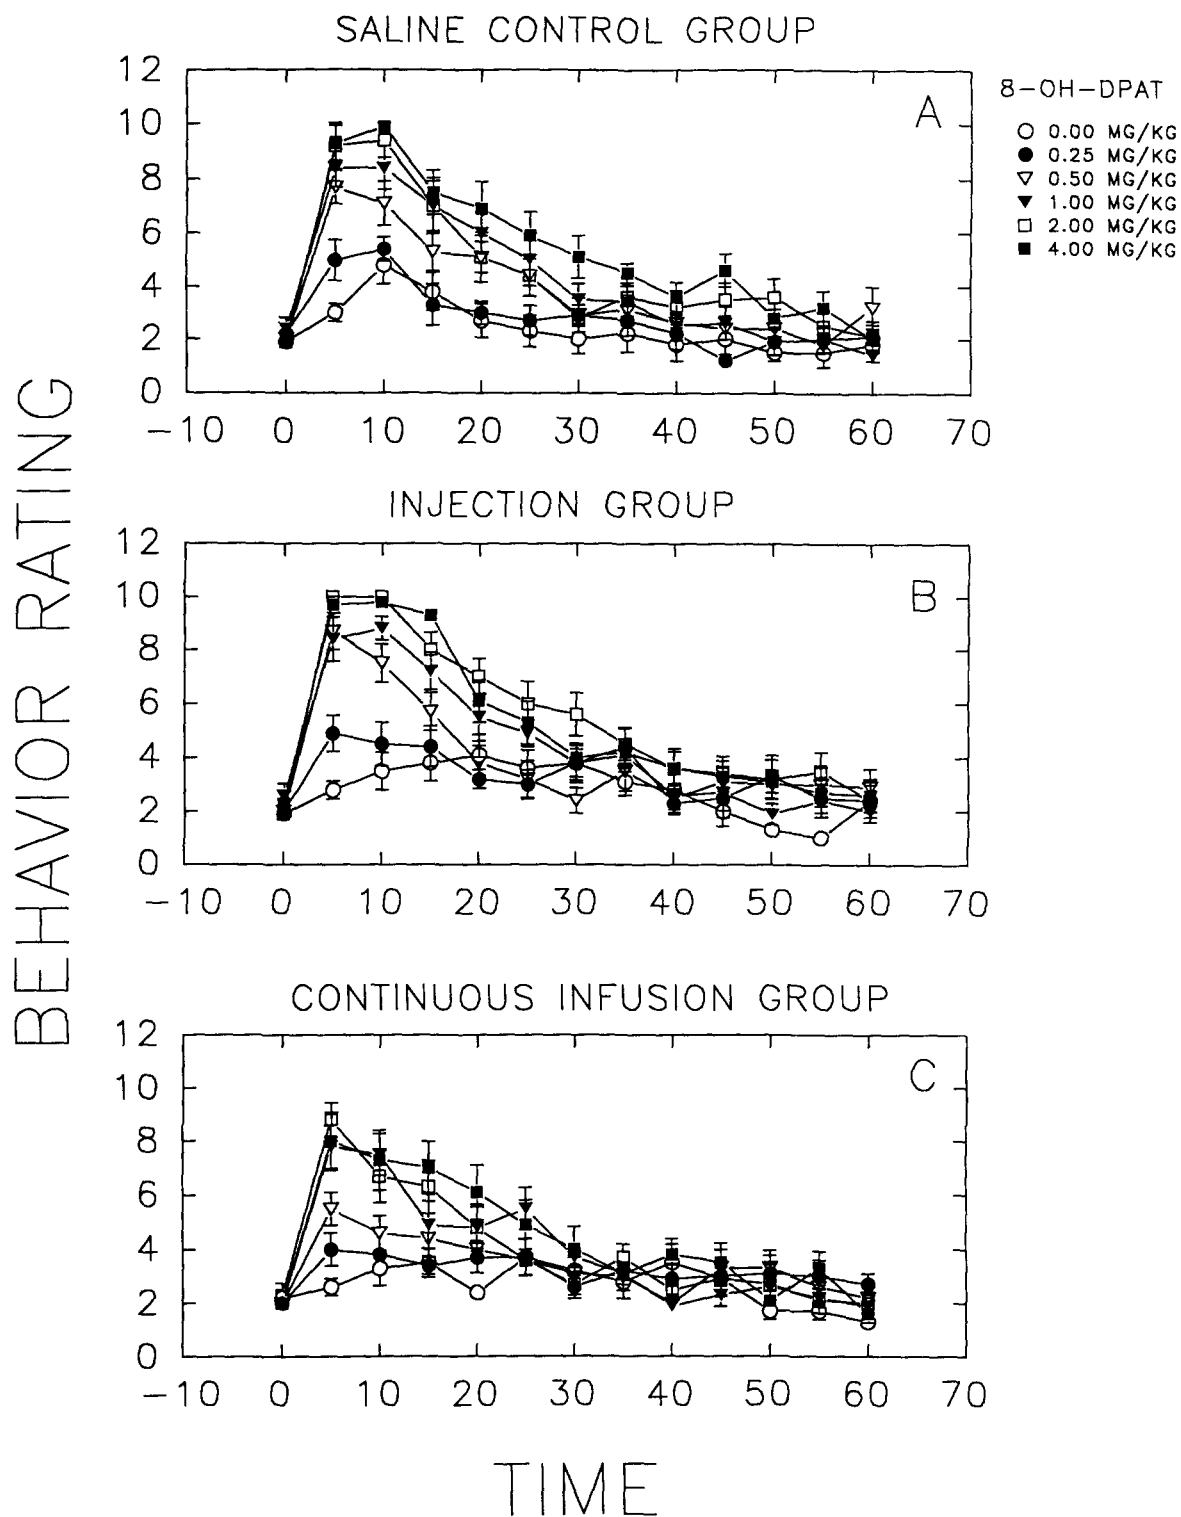 SALINE CONTROL GROUP
12
10
8
6
4
2
0
A
8-OH-DPAT
0.00 MG/KG
0.25 MG/KG
0.50 MG/KG
1.00 MG/KG
2.00 MG/KG
4.00 MG/KG
-10 0 10 20 30 40 50 60 70
BEHAVIOR RATING
INJECTION GROUP
12
10
8
6
4
2
0
B
-10 0 10 20 30 40 50 60 70
CONTINUOUS INFUSION GROUP
12
10
8
6
4
2
0
C
-10 0 10 20 30 40 50 60 70
TIME